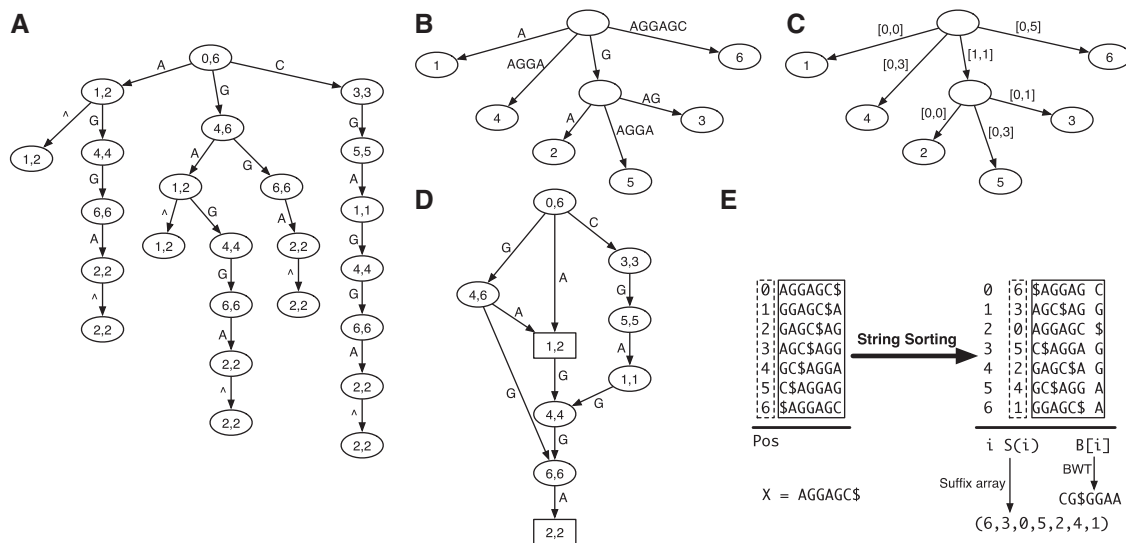 A
0,6
A
G
C
1,2
4,6
3,3
^
G
A
G
G
1,2
4,4
1,2
6,6
5,5
G
^
G
A
A
6,6
1,2
4,4
2,2
1,1
A
G
^
G
2,2
6,6
2,2
4,4
^
A
G
2,2
2,2
6,6
^
A
2,2
2,2
^
2,2
B
A
AGGAGC
AGGA
G
1
6
4
A
AG
AGGA
3
2
5
C
[0,0]
[0,5]
[0,3]
[1,1]
1
6
4
[0,0]
[0,1]
[0,3]
3
2
5
D
0,6
G
A
C
4,6
3,3
A
G
1,2
5,5
G
G
A
1,1
G
4,4
G
6,6
A
2,2
E
0 AGGAGC$
1 GGAGC$A
2 GAGC$AG
3 AGC$AGG
4 GC$AGGA
5 C$AGGAG
6 $AGGAGC
Pos
X = AGGAGC$
String Sorting
0 6 $AGGAG C
1 3 AGC$AG G
2 0 AGGAGC $
3 5 C$AGGA G
4 2 GAGC$A G
5 4 GC$AGG A
6 1 GGAGC$ A
i S(i) B[i]
Suffix array
BWT
CG$GGAA
(6,3,0,5,2,4,1)